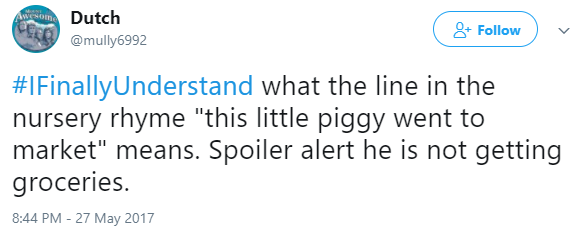 Awesome
Dutch
@mully6992
Follow
#IFinallyUnderstand what the line in the
nursery rhyme "this little piggy went to
market" means. Spoiler alert he is not getting
groceries.
8:44 PM - 27 May 2017